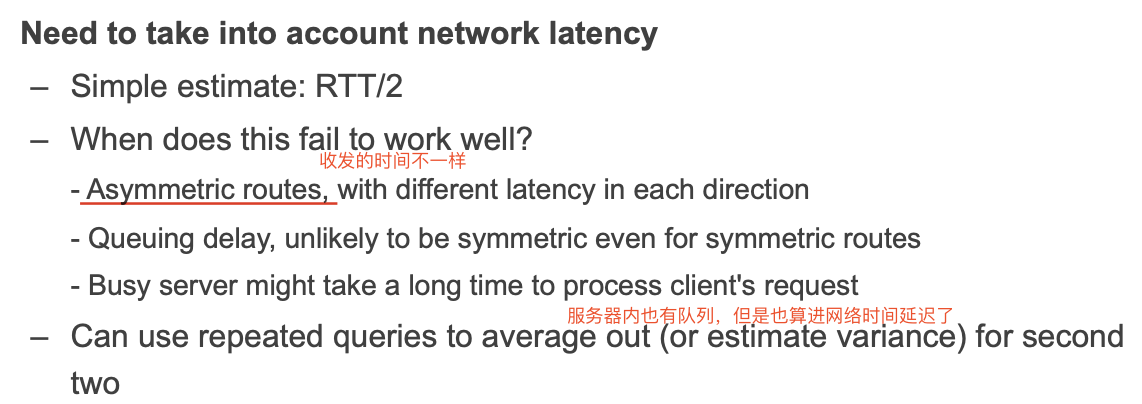 Need to take into account network latency
– Simple estimate: RTT/2
– When does this fail to work well?
收发的时间不一样
- Asymmetric routes, with different latency in each direction
- Queuing delay, unlikely to be symmetric even for symmetric routes
- Busy server might take a long time to process client's request
服务器内也有队列，但是也算进网络时间延迟了
– Can use repeated queries to average out (or estimate variance) for second
two